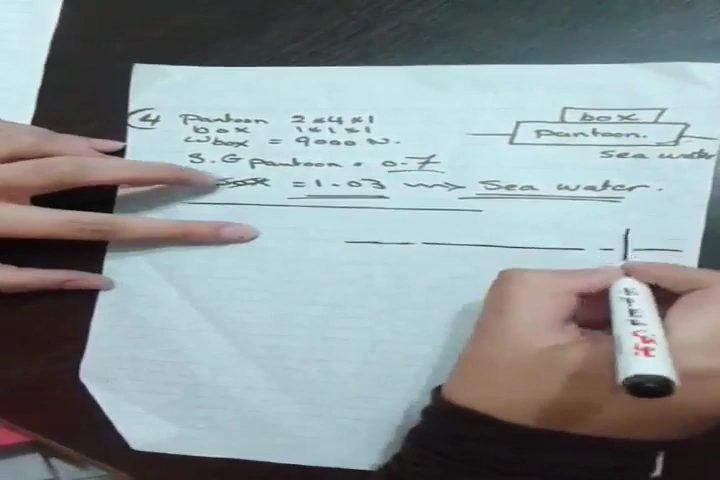 4 Pantoon 2*4*1
box 1*1*1
Wbox = 9000 N.
S.G pantoon = 0.7
= 1.03 Sea water.
box
pantoon.
sea water